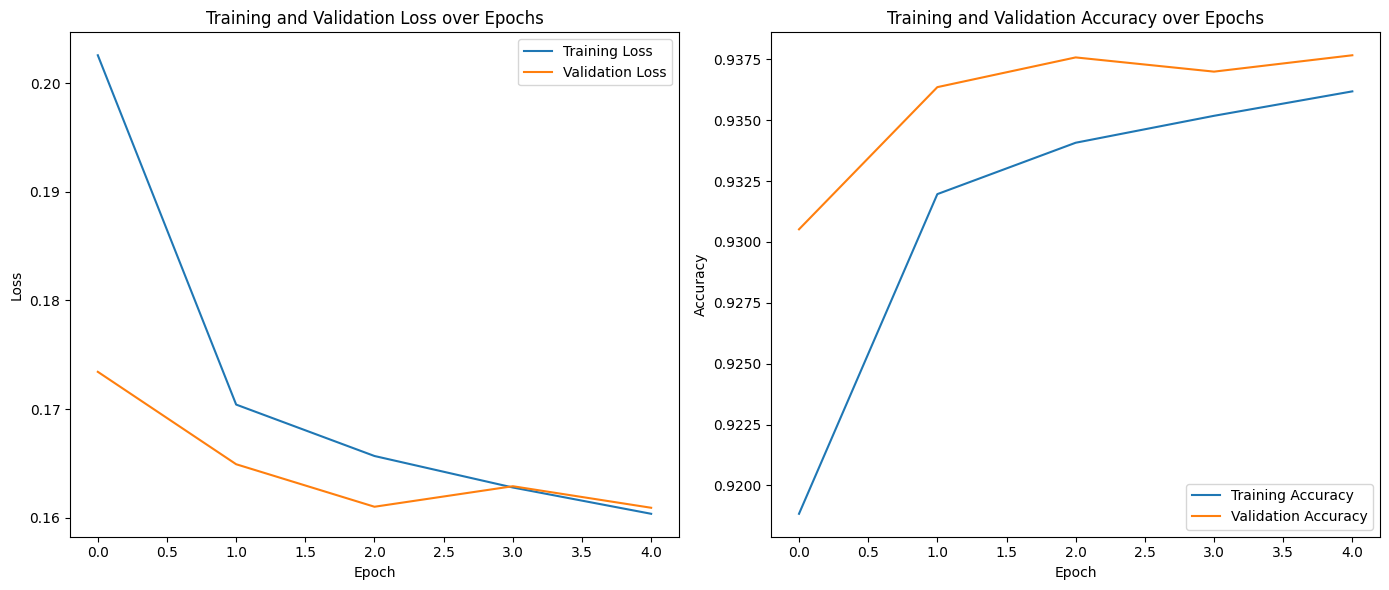 Training and Validation Loss over Epochs
Training Loss
Validation Loss
0.20
0.19
0.18
0.17
0.16
Loss
0.0 0.5 1.0 1.5 2.0 2.5 3.0 3.5 4.0
Epoch
Training and Validation Accuracy over Epochs
0.9375
0.9350
0.9325
0.9300
0.9275
0.9250
0.9225
0.9200
Accuracy
Training Accuracy
Validation Accuracy
0.0 0.5 1.0 1.5 2.0 2.5 3.0 3.5 4.0
Epoch